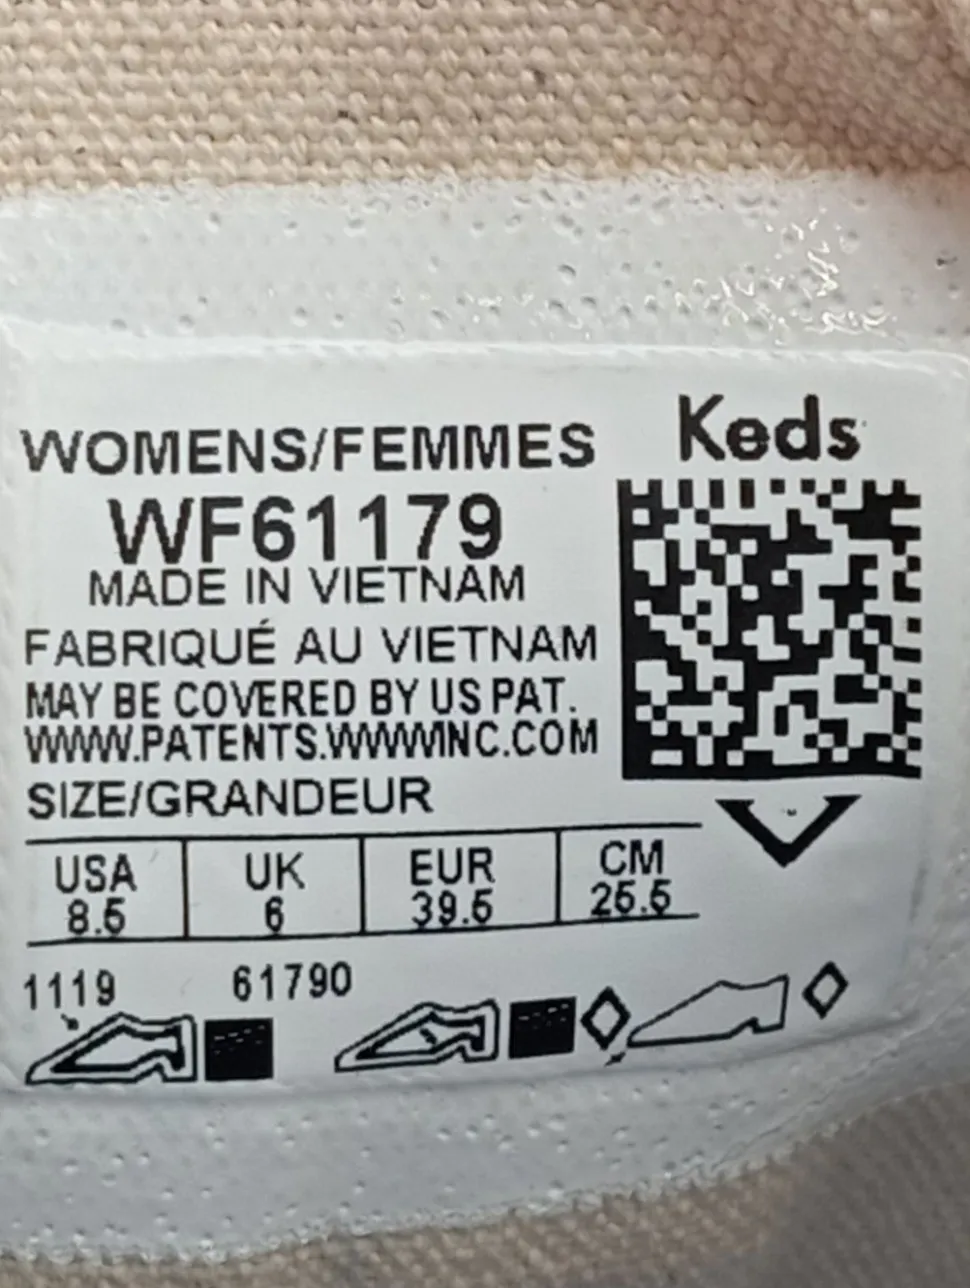 Keds
WOMENS/FEMMES
WF61179
MADE IN VIETNAM
FABRIQUÉ AU VIETNAM
MAY BE COVERED BY US PAT.
WWW.PATENTS.WWWINC.COM
SIZE/GRANDEUR
USA UK EUR CM
8.5 6 39.5 25.5
1119 61790